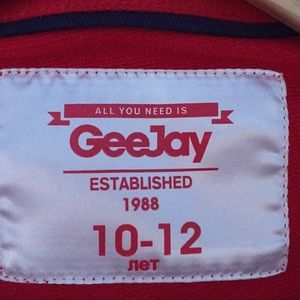 ALL YOU NEED IS
GeeJay
ESTABLISHED
1988
10-12
лет